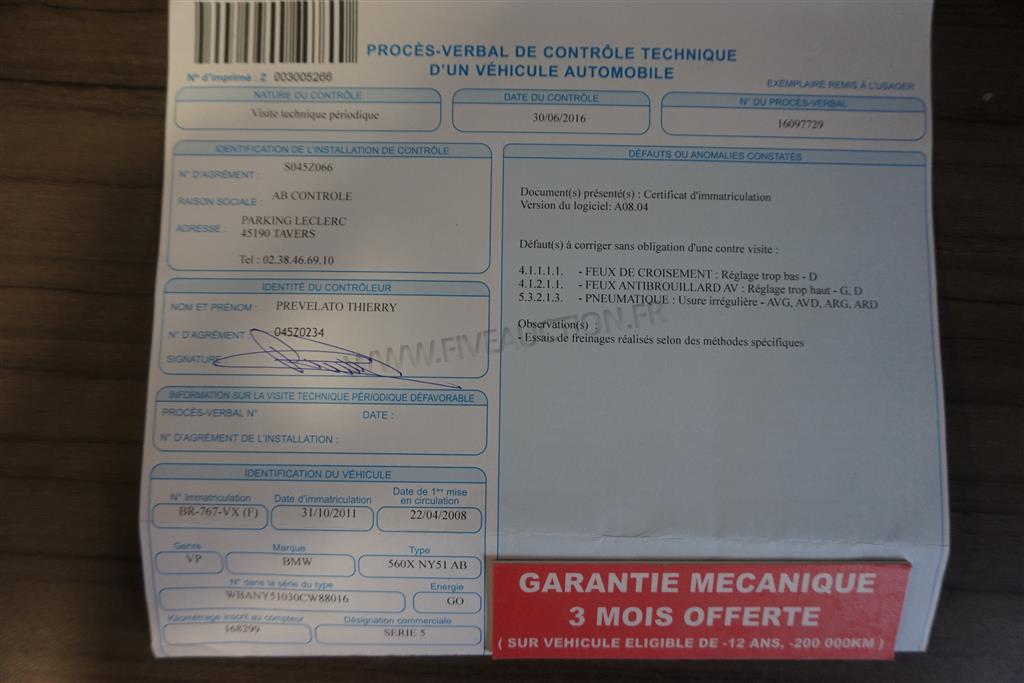 PROCÈS-VERBAL DE CONTRÔLE TECHNIQUE
D'UN VÉHICULE AUTOMOBILE
N° d'imprimé : Z 003005266
EXEMPLAIRE REMIS À L'USAGER
NATURE DU CONTRÔLE
Visite technique périodique
DATE DU CONTRÔLE
30/06/2016
N° DU PROCÈS-VERBAL
16097729
IDENTIFICATION DE L'INSTALLATION DE CONTRÔLE
N° D'AGRÉMENT : S045Z066
RAISON SOCIALE : AB CONTROLE
ADRESSE : PARKING LECLERC
45190 TAVERS
Tel : 02.38.46.69.10
IDENTITÉ DU CONTRÔLEUR
NOM ET PRÉNOM : PREVELATO THIERRY
N° D'AGRÉMENT : 045Z0234
SIGNATURE
INFORMATION SUR LA VISITE TECHNIQUE PÉRIODIQUE DÉFAVORABLE
PROCÈS-VERBAL N° DATE :
N° D'AGRÉMENT DE L'INSTALLATION :
IDENTIFICATION DU VÉHICULE
N° Immatriculation
BR-767-VX (F)
Date d'immatriculation
31/10/2011
Date de 1ère mise
en circulation
22/04/2008
Genre
VP
Marque
BMW
Type
560X NY51 AB
N° dans la série du type
WBANY51030CW88016
Energie
GO
Kilométrage inscrit au compteur
168299
Désignation commerciale
SERIE 5
DÉFAUTS OU ANOMALIES CONSTATÉS
Document(s) présenté(s) : Certificat d'immatriculation
Version du logiciel: A08.04
Défaut(s) à corriger sans obligation d'une contre visite :
4.1.1.1.1. - FEUX DE CROISEMENT : Réglage trop bas - D
4.1.2.1.1. - FEUX ANTIBROUILLARD AV : Réglage trop haut - G, D
5.3.2.1.3. - PNEUMATIQUE : Usure irrégulière - AVG, AVD, ARG, ARD
Observation(s) :
- Essais de freinages réalisés selon des méthodes spécifiques
WWW.FIVEAUCTION.FR
GARANTIE MECANIQUE
3 MOIS OFFERTE
( SUR VEHICULE ELIGIBLE DE -12 ANS, -200 000KM )